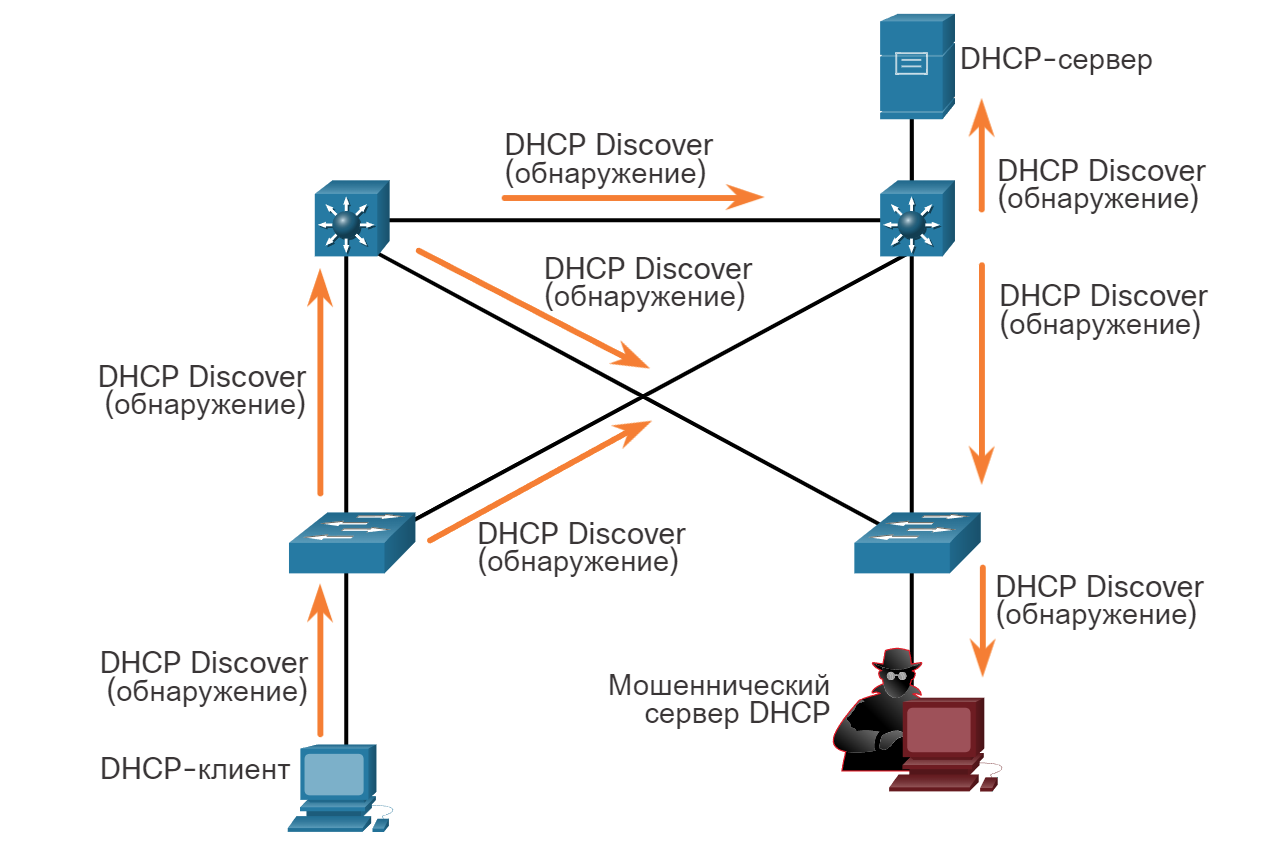 DHCP-сервер
DHCP Discover
(обнаружение)
DHCP Discover
(обнаружение)
DHCP Discover
(обнаружение)
DHCP Discover
(обнаружение)
DHCP Discover
(обнаружение)
DHCP Discover
(обнаружение)
DHCP Discover
(обнаружение)
DHCP Discover
(обнаружение)
Мошеннический
сервер DHCP
DHCP-клиент